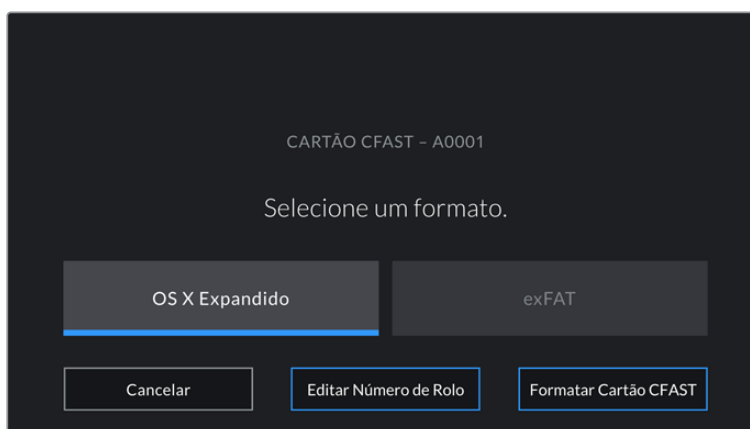 CARTÃO CFAST – A0001
Selecione um formato.
OS X Expandido
exFAT
Cancelar
Editar Número de Rolo
Formatar Cartão CFAST